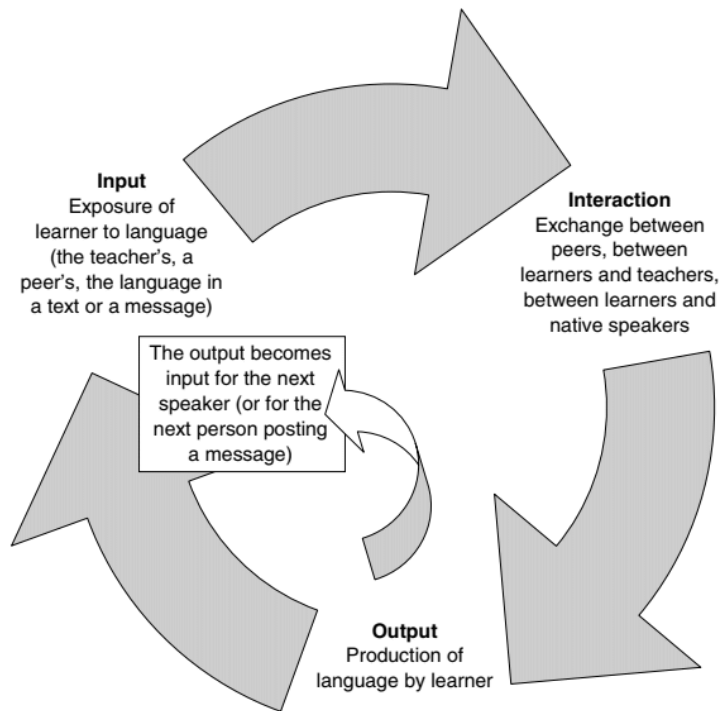 Input
Exposure of
learner to language
(the teacher's, a
peer's, the language in
a text or a message)
Interaction
Exchange between
peers, between
learners and teachers,
between learners and
native speakers
The output becomes
input for the next
speaker (or for the
next person posting
a message)
Output
Production of
language by learner